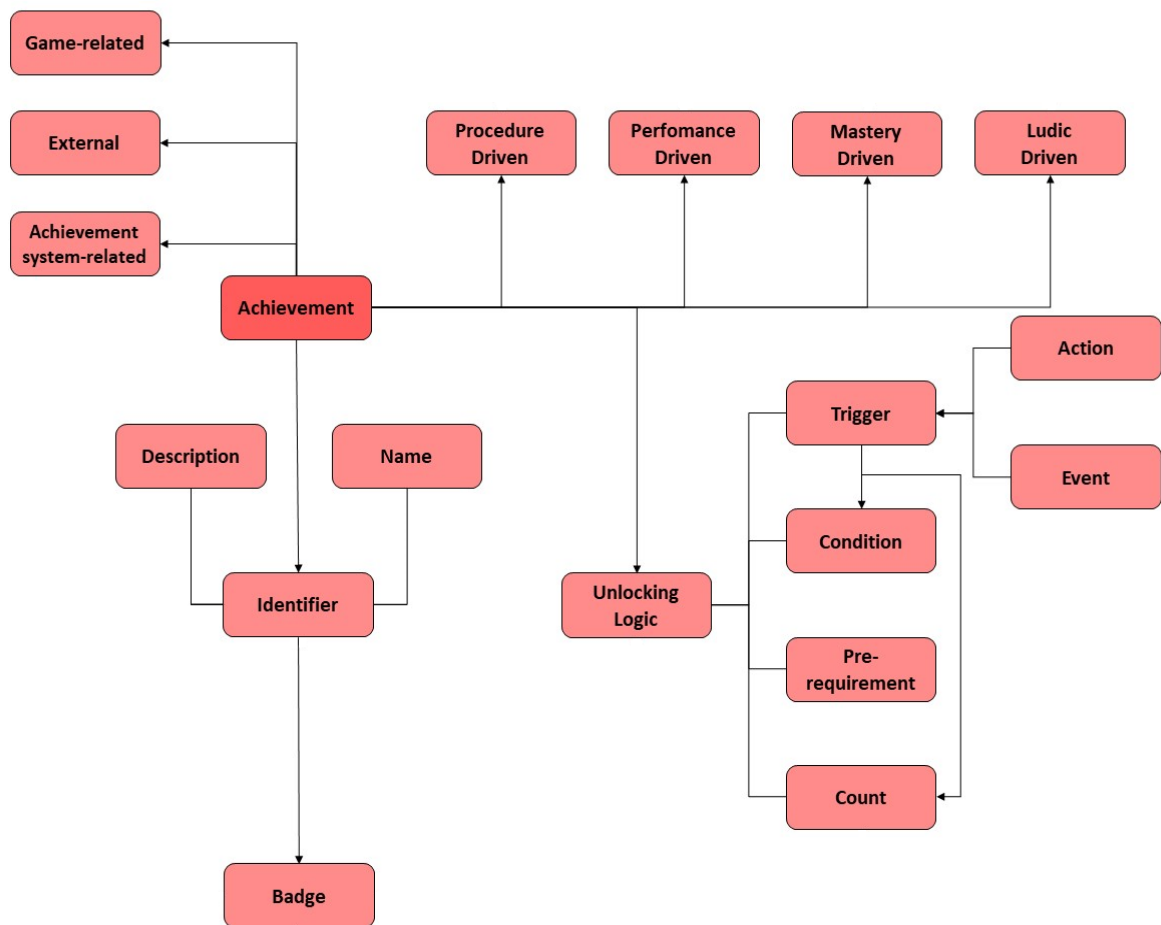 Game-related
External
Achievement
system-related
Procedure
Driven
Perfomance
Driven
Mastery
Driven
Ludic
Driven
Achievement
Action
Trigger
Event
Description
Name
Condition
Identifier
Unlocking
Logic
Pre-
requirement
Count
Badge